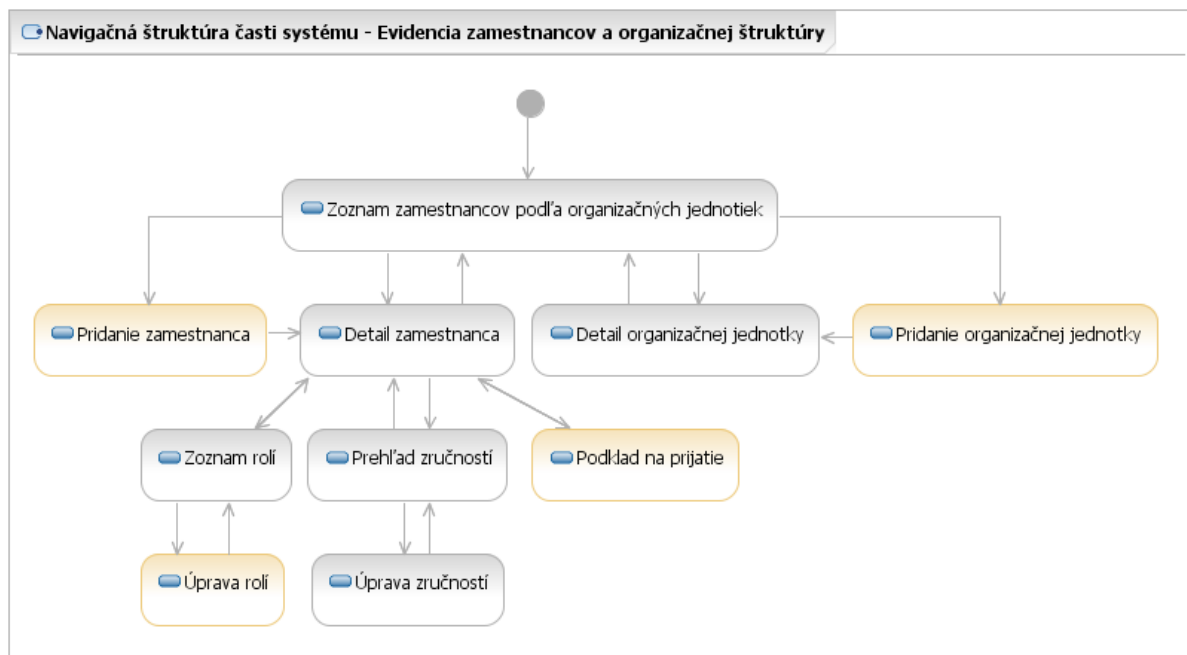 Navigačná štruktúra časti systému - Evidencia zamestnancov a organizačnej štruktúry
Zoznam zamestnancov podľa organizačných jednotiek
Pridanie zamestnanca
Detail zamestnanca
Detail organizačnej jednotky
Pridanie organizačnej jednotky
Zoznam rolí
Prehľad zručností
Podklad na prijatie
Úprava rolí
Úprava zručností